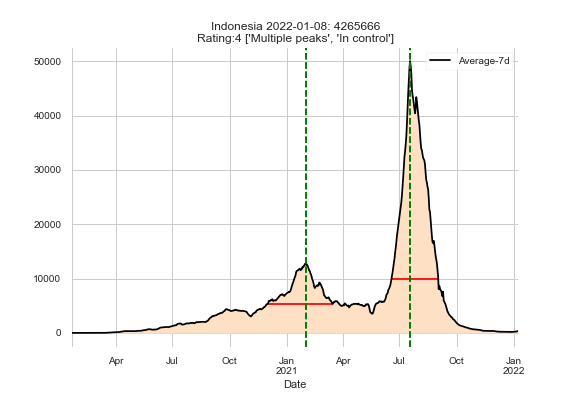 Indonesia 2022-01-08: 4265666
Rating:4 ['Multiple peaks', 'In control']
Average-7d
50000
40000
30000
20000
10000
0
Apr Jul Oct Jan Apr Jul Oct Jan
2021 2022
Date